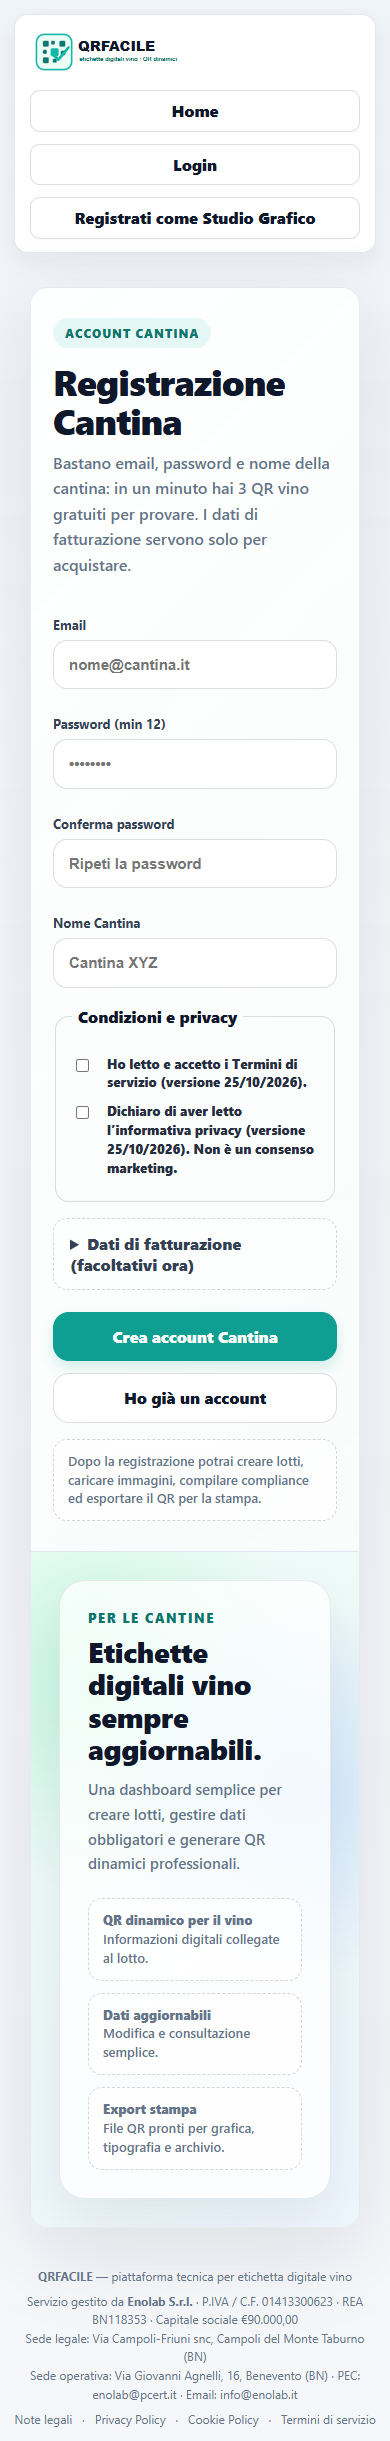 QRFACILE
etichette digitali vino · QR dinamici
Home
Login
Registrati come Studio Grafico
ACCOUNT CANTINA
Registrazione
Cantina
Bastano email, password e nome della
cantina: in un minuto hai 3 QR vino
gratuiti per provare. I dati di
fatturazione servono solo per
acquistare.
Email
nome@cantina.it
Password (min 12)
••••••••
Conferma password
Ripeti la password
Nome Cantina
Cantina XYZ
Condizioni e privacy
Ho letto e accetto i Termini di
servizio (versione 25/10/2026).
Dichiaro di aver letto
l’informativa privacy (versione
25/10/2026). Non è un consenso
marketing.
Dati di fatturazione
(facoltativi ora)
Crea account Cantina
Ho già un account
Dopo la registrazione potrai creare lotti,
caricare immagini, compilare compliance
ed esportare il QR per la stampa.
PER LE CANTINE
Etichette
digitali vino
sempre
aggiornabili.
Una dashboard semplice per
creare lotti, gestire dati
obbligatori e generare QR
dinamici professionali.
QR dinamico per il vino
Informazioni digitali collegate
al lotto.
Dati aggiornabili
Modifica e consultazione
semplice.
Export stampa
File QR pronti per grafica,
tipografia e archivio.
QRFACILE — piattaforma tecnica per etichetta digitale vino
Servizio gestito da Enolab S.r.l. · P.IVA / C.F. 01413300623 · REA
BN118353 · Capitale sociale €90.000,00
Sede legale: Via Campoli-Friuni snc, Campoli del Monte Taburno
(BN)
Sede operativa: Via Giovanni Agnelli, 16, Benevento (BN) · PEC:
enolab@pcert.it · Email: info@enolab.it
Note legali · Privacy Policy · Cookie Policy · Termini di servizio